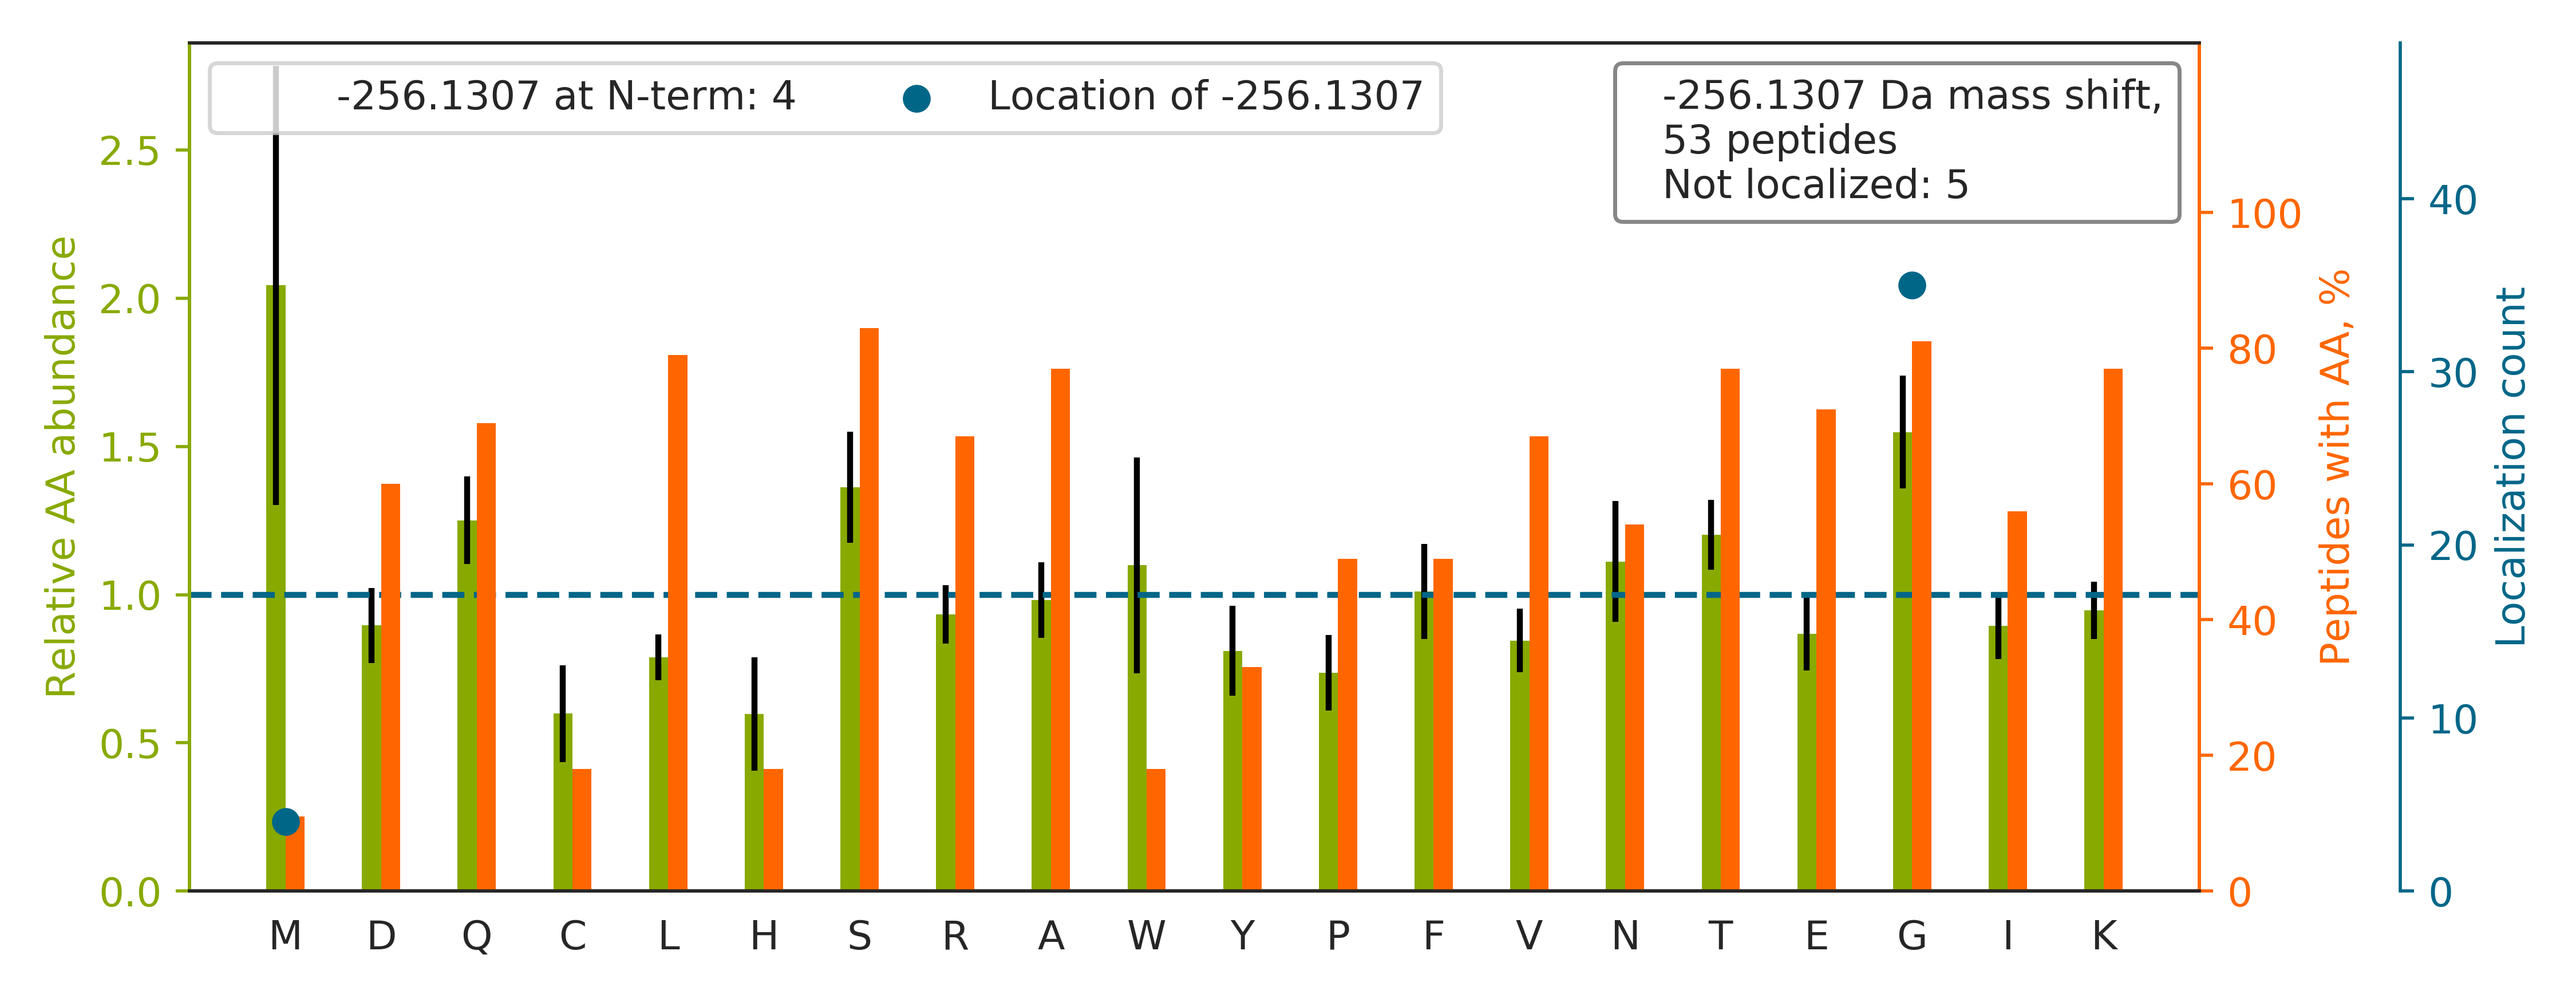 -256.1307 at N-term: 4
Location of -256.1307
-256.1307 Da mass shift,
53 peptides
Not localized: 5
Relative AA abundance
2.5
2.0
1.5
1.0
0.5
0.0
100
80
60
40
20
0
Peptides with AA, %
40
30
20
10
0
Localization count
M D Q C L H S R A W Y P F V N T E G I K